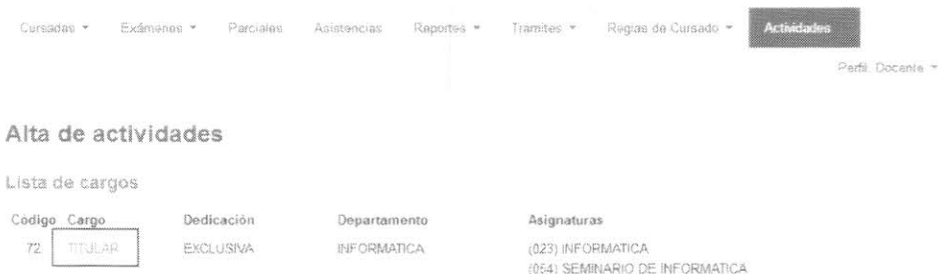 Cursadas Exámenes Parciales Asistencias Reportes Tramites Reglas de Cursado Actividades
Perfil: Docente
Alta de actividades
Lista de cargos
Código Cargo Dedicación Departamento Asignaturas
72 TITULAR EXCLUSIVA INFORMATICA (023) INFORMATICA
(054) SEMINARIO DE INFORMATICA